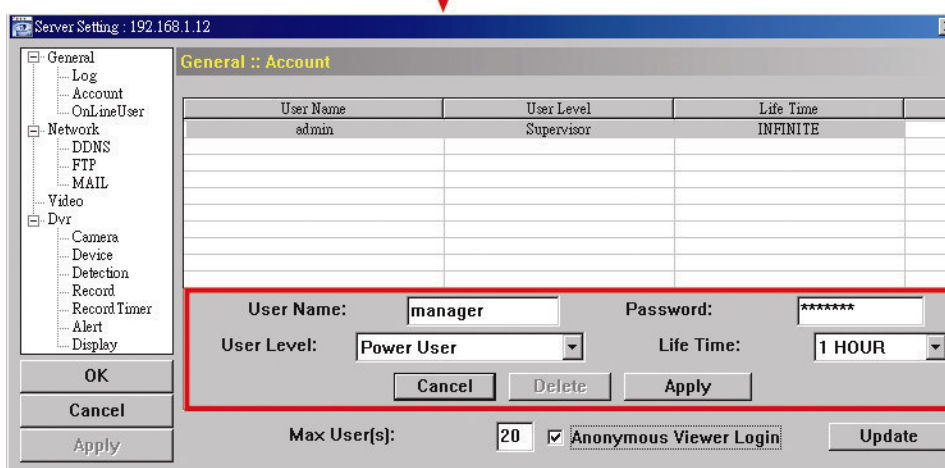 Server Setting : 192.168.1.12
General
Log
Account
OnLineUser
Network
DDNS
FTP
MAIL
Video
Dvr
Camera
Device
Detection
Record
Record Timer
Alert
Display
OK
Cancel
Apply
General :: Account
User Name User Level Life Time
admin Supervisor INFINITE
User Name: manager Password: *******
User Level: Power User Life Time: 1 HOUR
Cancel Delete Apply
Max User(s): 20 Anonymous Viewer Login Update